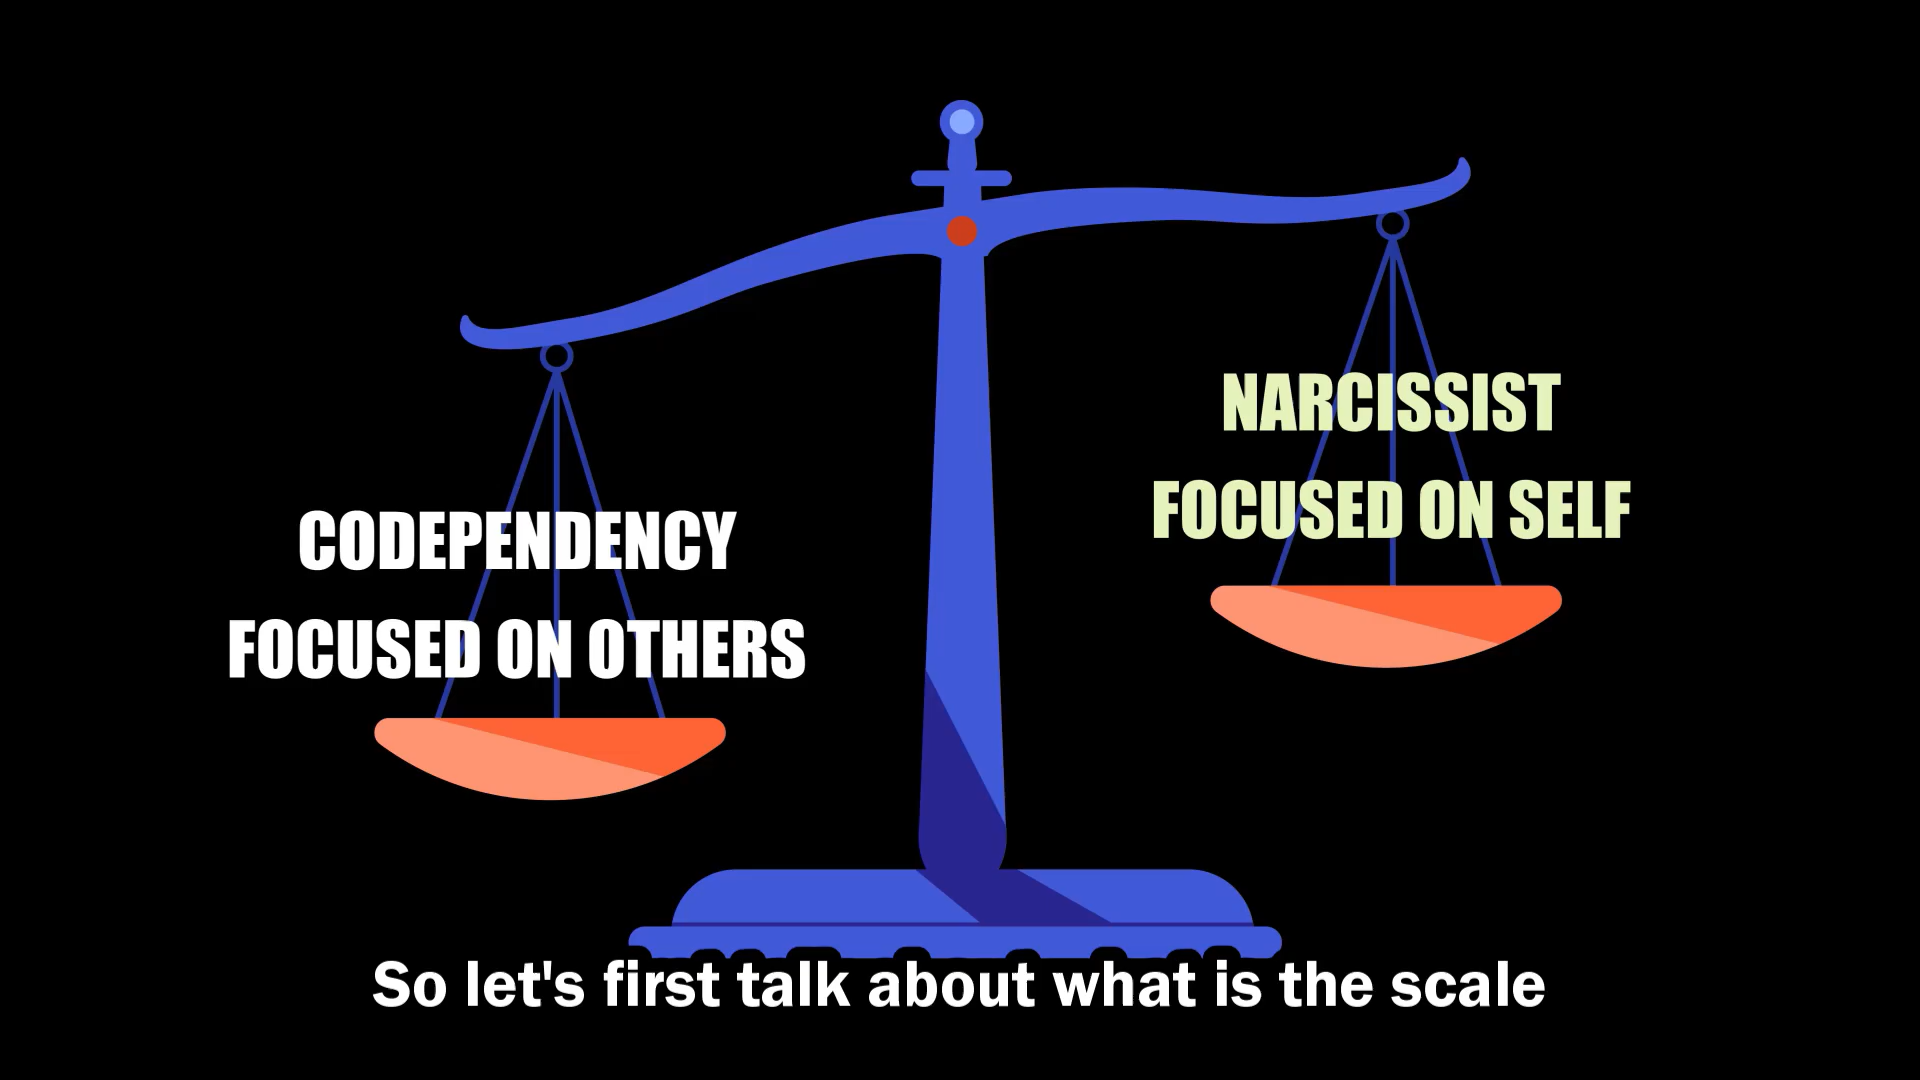 CODEPENDENCY
FOCUSED ON OTHERS
NARCISSIST
FOCUSED ON SELF
So let's first talk about what is the scale